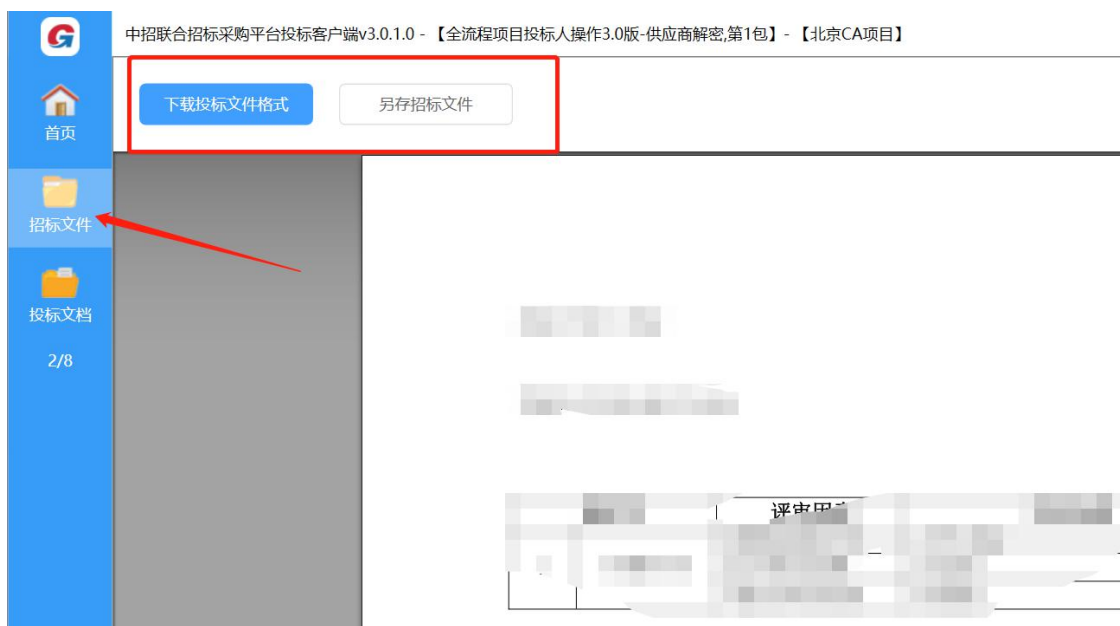 中招联合招标采购平台投标客户端v3.0.1.0 - 【全流程项目投标人操作3.0版-供应商解密,第1包】 - 【北京CA项目】
下载投标文件格式
另存招标文件
首页
招标文件
投标文档
2/8
评审